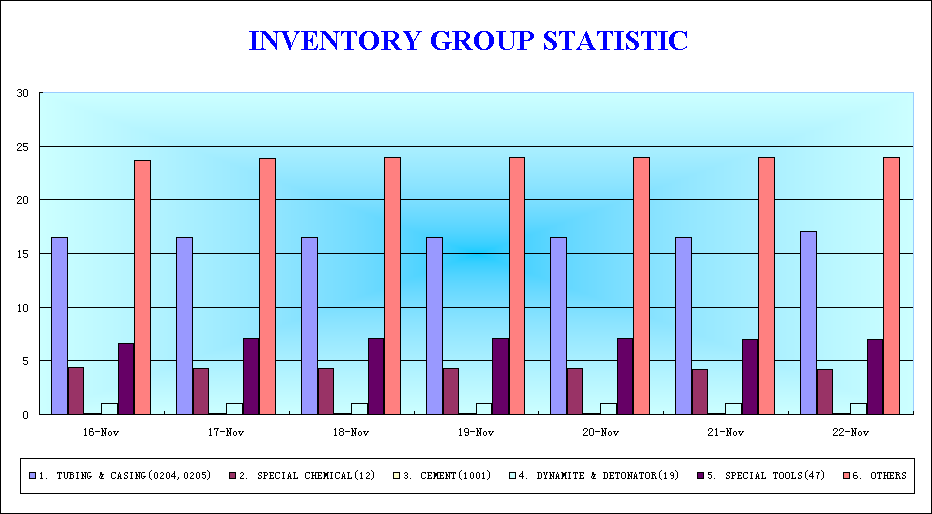 INVENTORY GROUP STATISTIC
30
25
20
15
10
5
0
16-Nov 17-Nov 18-Nov 19-Nov 20-Nov 21-Nov 22-Nov
1. TUBING & CASING(0204,0205) 2. SPECIAL CHEMICAL(12) 3. CEMENT(1001) 4. DYNAMITE & DETONATOR(19) 5. SPECIAL TOOLS(47) 6. OTHERS